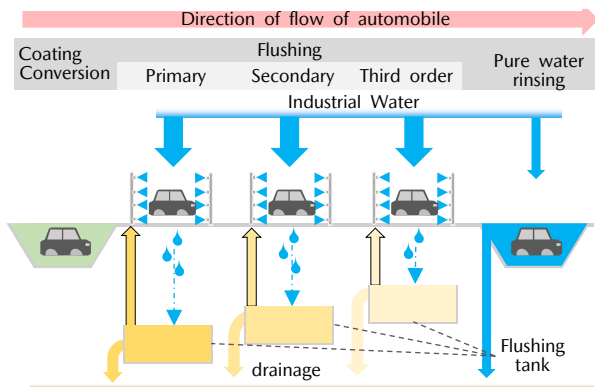 Direction of flow of automobile
Coating
Conversion
Flushing
Primary
Secondary
Third order
Pure water
rinsing
Industrial Water
drainage
Flushing
tank